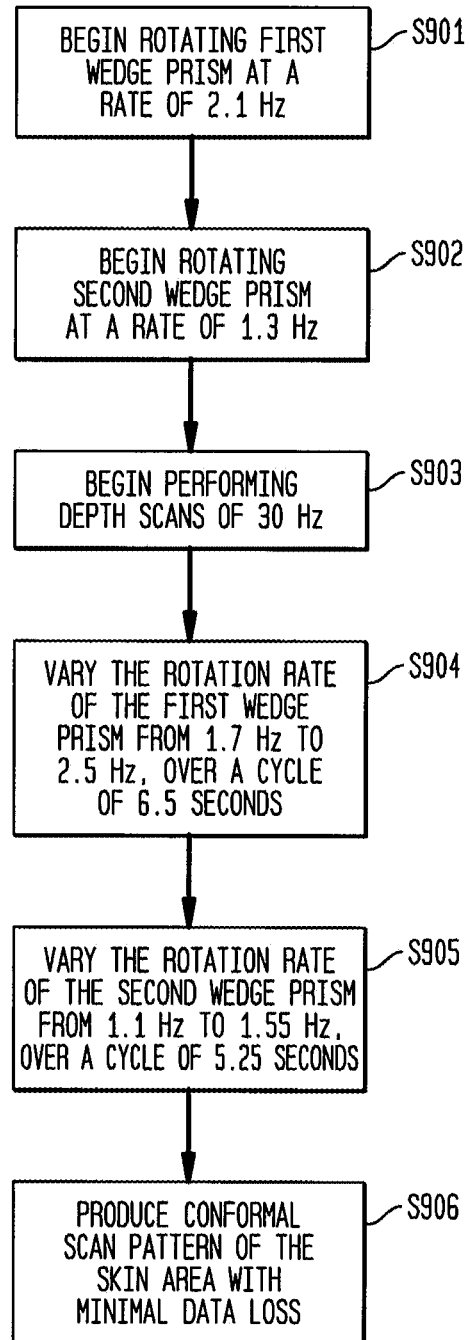 BEGIN ROTATING FIRST
WEDGE PRISM AT A
RATE OF 2.1 Hz
S901
BEGIN ROTATING
SECOND WEDGE PRISM
AT A RATE OF 1.3 Hz
S902
BEGIN PERFORMING
DEPTH SCANS OF 30 Hz
S903
VARY THE ROTATION RATE
OF THE FIRST WEDGE
PRISM FROM 1.7 Hz TO
2.5 Hz, OVER A CYCLE
OF 6.5 SECONDS
S904
VARY THE ROTATION RATE
OF THE SECOND WEDGE PRISM
FROM 1.1 Hz TO 1.55 Hz,
OVER A CYCLE OF 5.25 SECONDS
S905
PRODUCE CONFORMAL
SCAN PATTERN OF THE
SKIN AREA WITH
MINIMAL DATA LOSS
S906